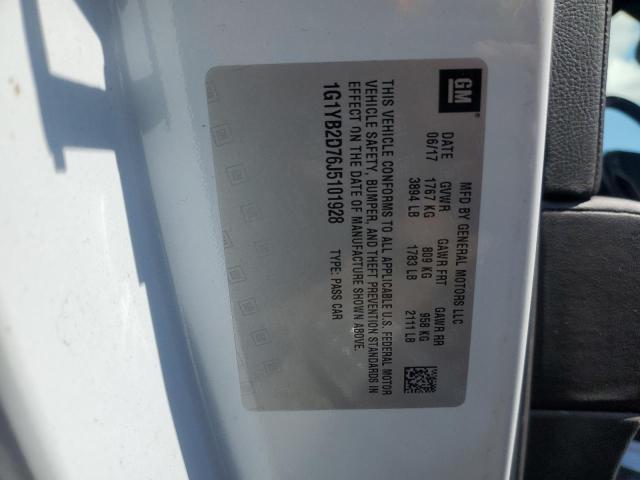 GM
MFD BY GENERAL MOTORS LLC
DATE GVWR GAWR FRT GAWR RR
06/17 1767 KG 809 KG 958 KG
3894 LB 1783 LB 2111 LB
THIS VEHICLE CONFORMS TO ALL APPLICABLE U.S. FEDERAL MOTOR
VEHICLE SAFETY, BUMPER, AND THEFT PREVENTION STANDARDS IN
EFFECT ON THE DATE OF MANUFACTURE SHOWN ABOVE.
1G1YB2D76J5101928 TYPE: PASS CAR